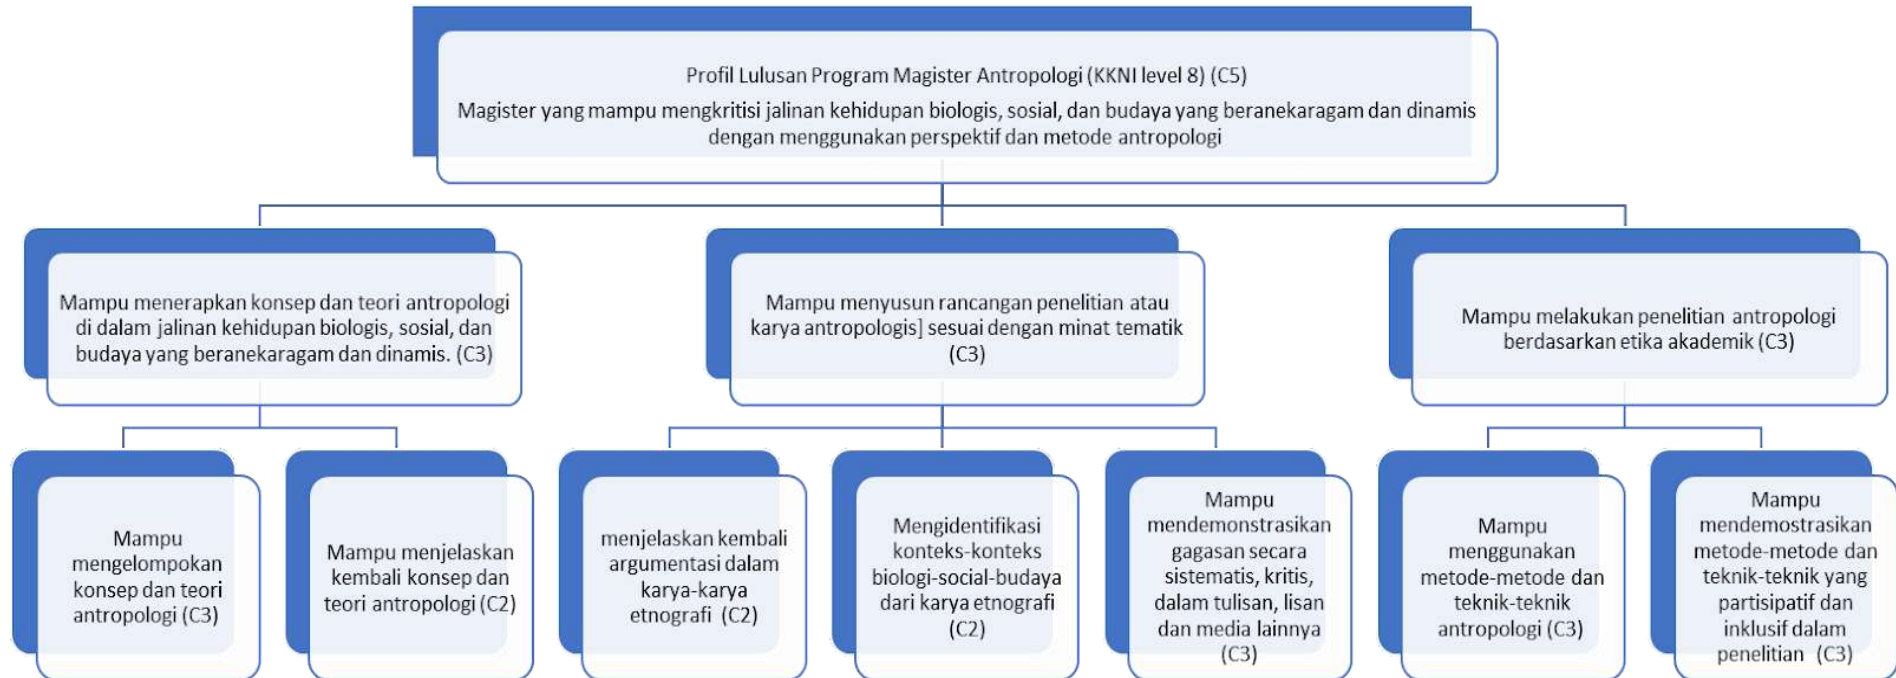 Profil Lulusan Program Magister Antropologi (KKNI level 8) (C5)
Magister yang mampu mengkritisi jalinan kehidupan biologis, sosial, dan budaya yang beranekaragam dan dinamis
dengan menggunakan perspektif dan metode antropologi
Mampu menerapkan konsep dan teori antropologi
di dalam jalinan kehidupan biologis, sosial, dan
budaya yang beranekaragam dan dinamis. (C3)
Mampu menyusun rancangan penelitian atau
karya antropologis] sesuai dengan minat tematik
(C3)
Mampu melakukan penelitian antropologi
berdasarkan etika akademik (C3)
Mampu
mengelompokan
konsep dan teori
antropologi (C3)
Mampu menjelaskan
kembali konsep dan
teori antropologi (C2)
menjelaskan kembali
argumentasi dalam
karya-karya
etnografi (C2)
Mengidentifikasi
konteks-konteks
biologi-social-budaya
dari karya etnografi
(C2)
Mampu
mendemonstrasikan
gagasan secara
sistematis, kritis,
dalam tulisan, lisan
dan media lainnya
(C3)
Mampu
menggunakan
metode-metode dan
teknik-teknik
antropologi (C3)
Mampu
mendemostrasikan
metode-metode dan
teknik-teknik yang
partisipatif dan
inklusif dalam
penelitian (C3)